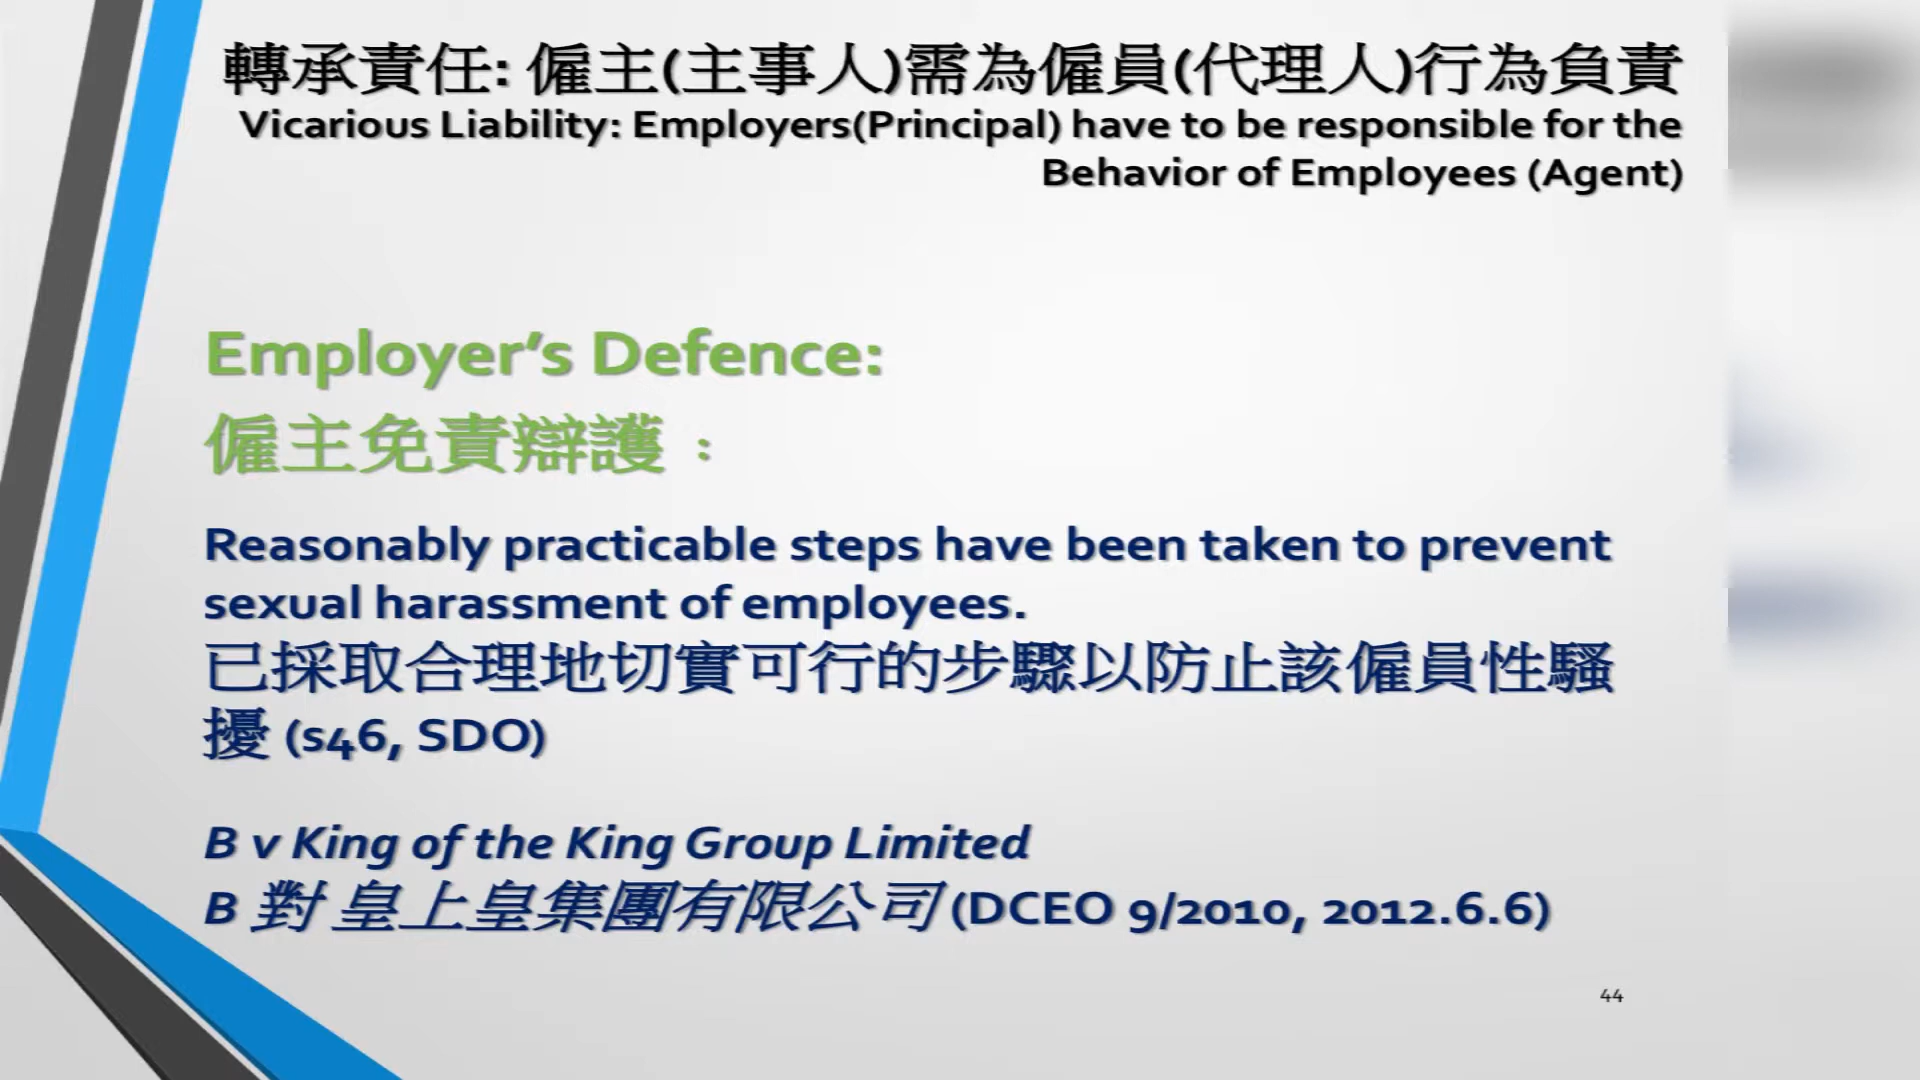 轉承責任: 僱主(主事人)需為僱員(代理人)行為負責
Vicarious Liability: Employers(Principal) have to be responsible for the
Behavior of Employees (Agent)
Employer’s Defence:
僱主免責辯護：
Reasonably practicable steps have been taken to prevent
sexual harassment of employees.
已採取合理地切實可行的步驟以防止該僱員性騷
擾 (s46, SDO)
B v King of the King Group Limited
B 對 皇上皇集團有限公司 (DCEO 9/2010, 2012.6.6)
44